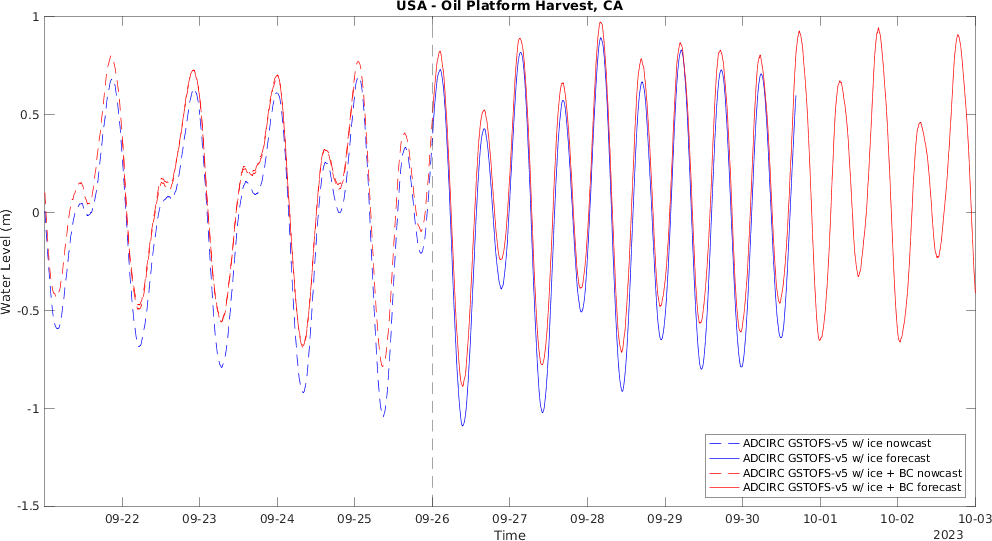 USA - Oil Platform Harvest, CA
1
0.5
0
-0.5
-1
-1.5
Water Level (m)
ADCIRC GSTOFS-v5 w/ ice nowcast
ADCIRC GSTOFS-v5 w/ ice forecast
ADCIRC GSTOFS-v5 w/ ice + BC nowcast
ADCIRC GSTOFS-v5 w/ ice + BC forecast
09-22 09-23 09-24 09-25 09-26 09-27 09-28 09-29 09-30 10-01 10-02 10-03
Time
2023